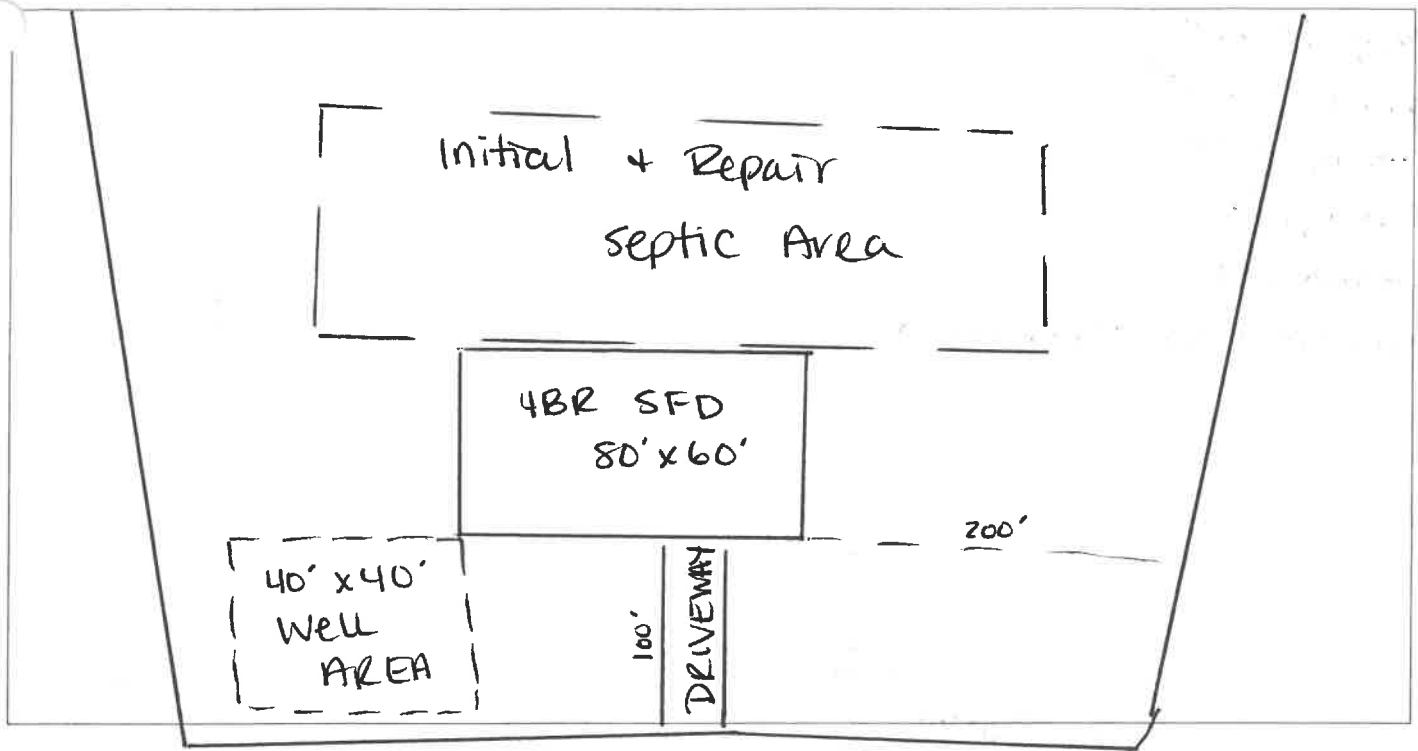 Initial + Repair
septic Area
4BR SFD
80'x60'
200'
40' x40'
Well
AREA
100'
DRIVEWAY